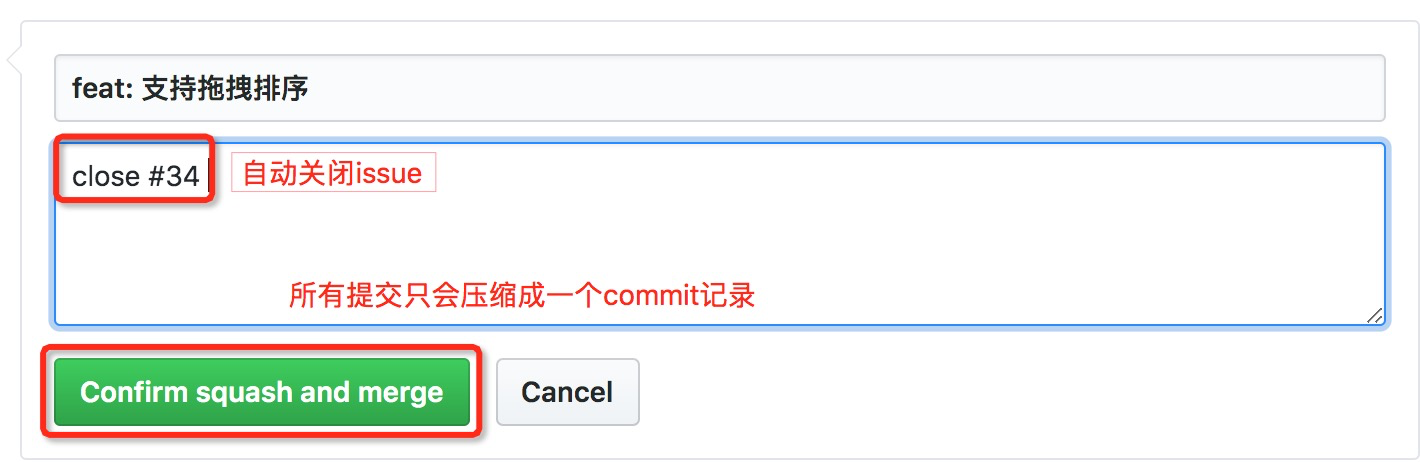 feat: 支持拖拽排序
close #34
自动关闭issue
所有提交只会压缩成一个commit记录
Confirm squash and merge
Cancel